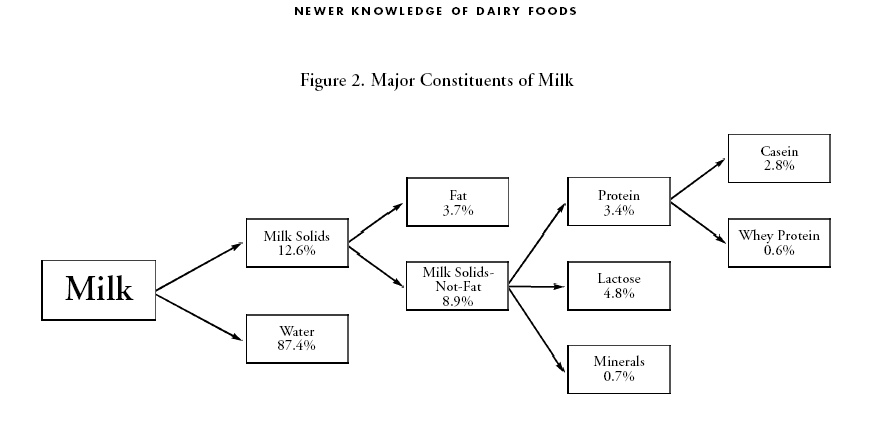 NEWER KNOWLEDGE OF DAIRY FOODS
Figure 2. Major Constituents of Milk
Milk
Milk Solids
12.6%
Water
87.4%
Fat
3.7%
Milk Solids-
Not-Fat
8.9%
Protein
3.4%
Lactose
4.8%
Minerals
0.7%
Casein
2.8%
Whey Protein
0.6%